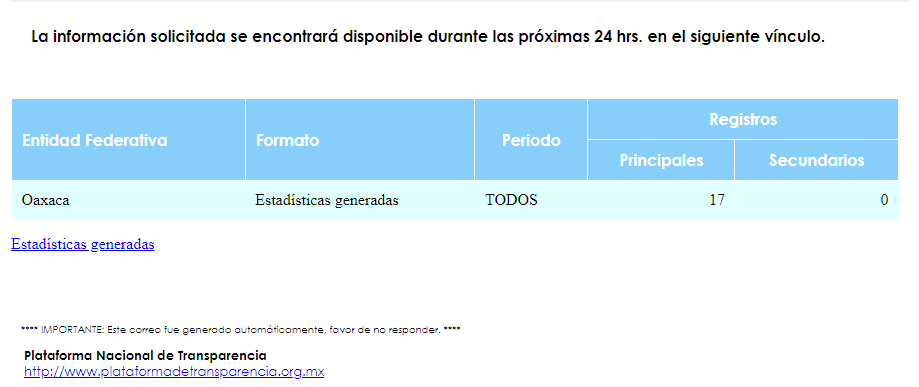 La información solicitada se encontrará disponible durante las próximas 24 hrs. en el siguiente vínculo.
Entidad Federativa Formato Periodo Registros
Principales Secundarios
Oaxaca Estadísticas generadas TODOS 17 0
Estadísticas generadas
**** IMPORTANTE: Este correo fue generado automáticamente, favor de no responder. ****
Plataforma Nacional de Transparencia
http://www.plataformadetransparencia.org.mx